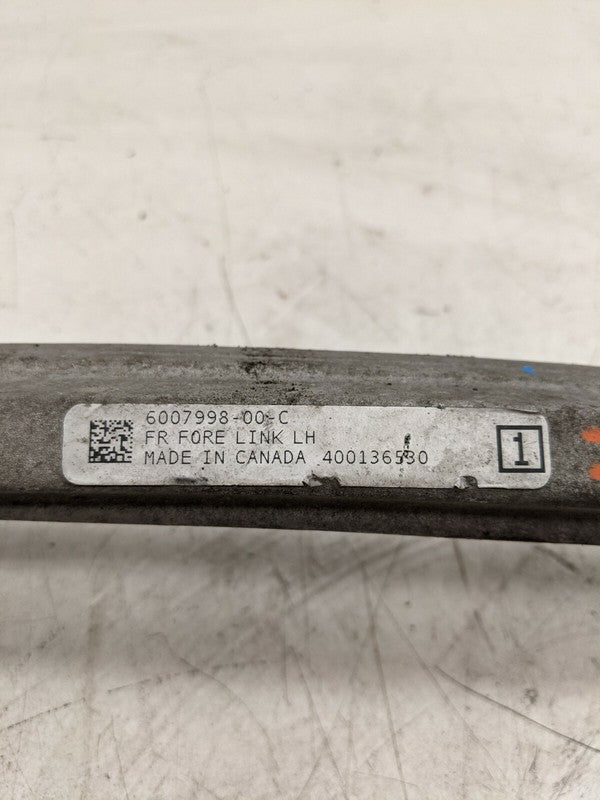 6007998-00-C
FR FORE LINK LH
MADE IN CANADA 400136530
1